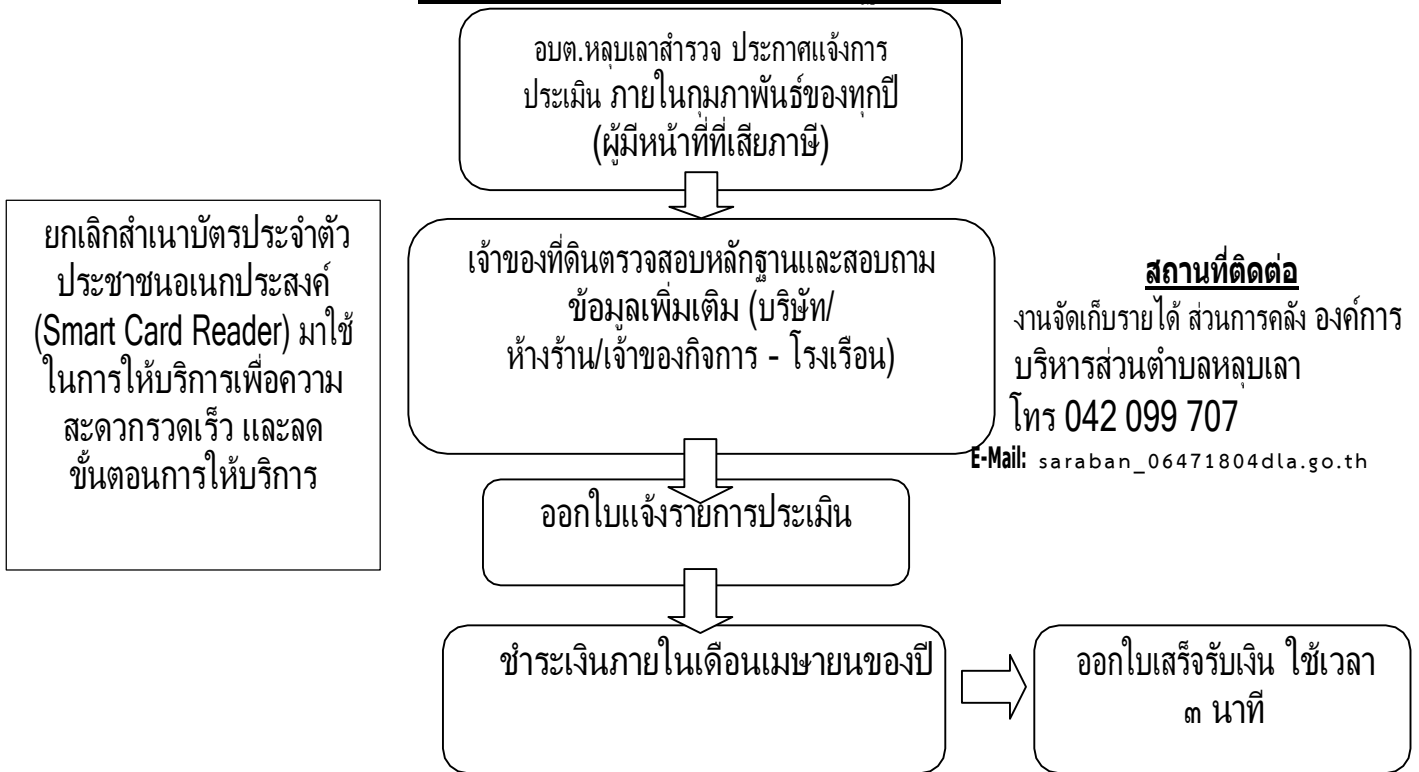 อบต.หลุบเลาสำรวจ ประกาศแจ้งการ
ประเมิน ภายในกุมภาพันธ์ของทุกปี
(ผู้มีหน้าที่ที่เสียภาษี)
ยกเลิกสำเนาบัตรประจำตัว
ประชาชนอเนกประสงค์
(Smart Card Reader) มาใช้
ในการให้บริการเพื่อความ
สะดวกรวดเร็ว และลด
ขั้นตอนการให้บริการ
เจ้าของที่ดินตรวจสอบหลักฐานและสอบถาม
ข้อมูลเพิ่มเติม (บริษัท/
ห้างร้าน/เจ้าของกิจการ - โรงเรือน)
สถานที่ติดต่อ
งานจัดเก็บรายได้ ส่วนการคลัง องค์การ
บริหารส่วนตำบลหลุบเลา
โทร 042 099 707
E-Mail: saraban_06471804dla.go.th
ออกใบแจ้งรายการประเมิน
ชำระเงินภายในเดือนเมษายนของปี
ออกใบเสร็จรับเงิน ใช้เวลา
๓ นาที